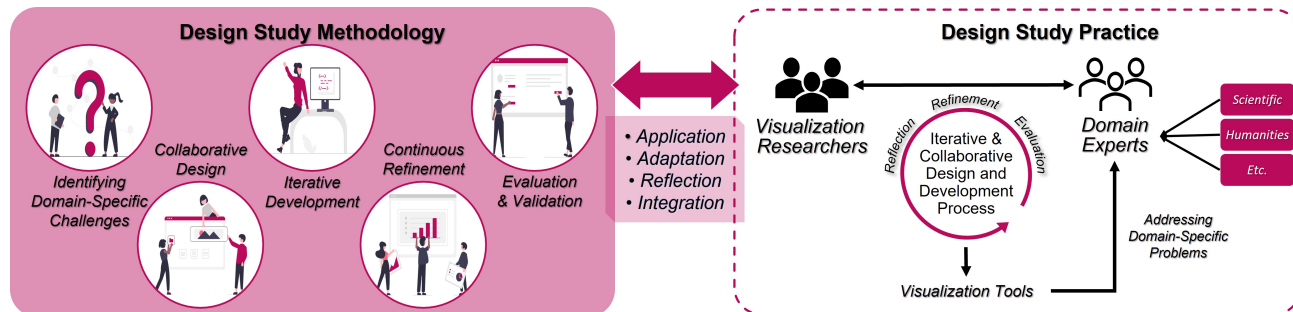 Design Study Methodology
Identifying
Domain-Specific
Challenges
Collaborative
Design
Iterative
Development
Continuous
Refinement
Evaluation
& Validation
• Application
• Adaptation
• Reflection
• Integration
Design Study Practice
Visualization
Researchers
Reflection
Refinement
Evaluation
Iterative &
Collaborative
Design and
Development
Process
Domain
Experts
Scientific
Humanities
Etc.
Addressing
Domain-Specific
Problems
Visualization Tools